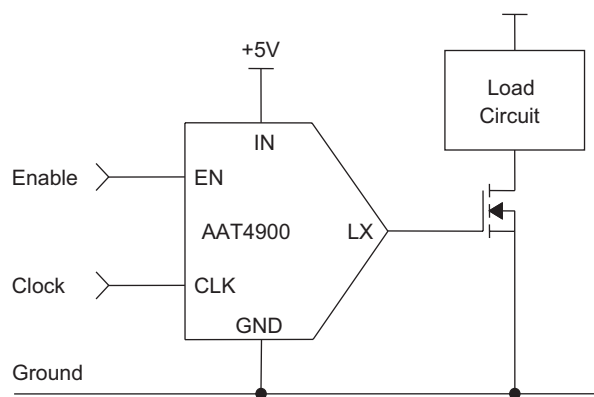 +5V
Load
Circuit
IN
Enable
EN
AAT4900
LX
Clock
CLK
GND
Ground